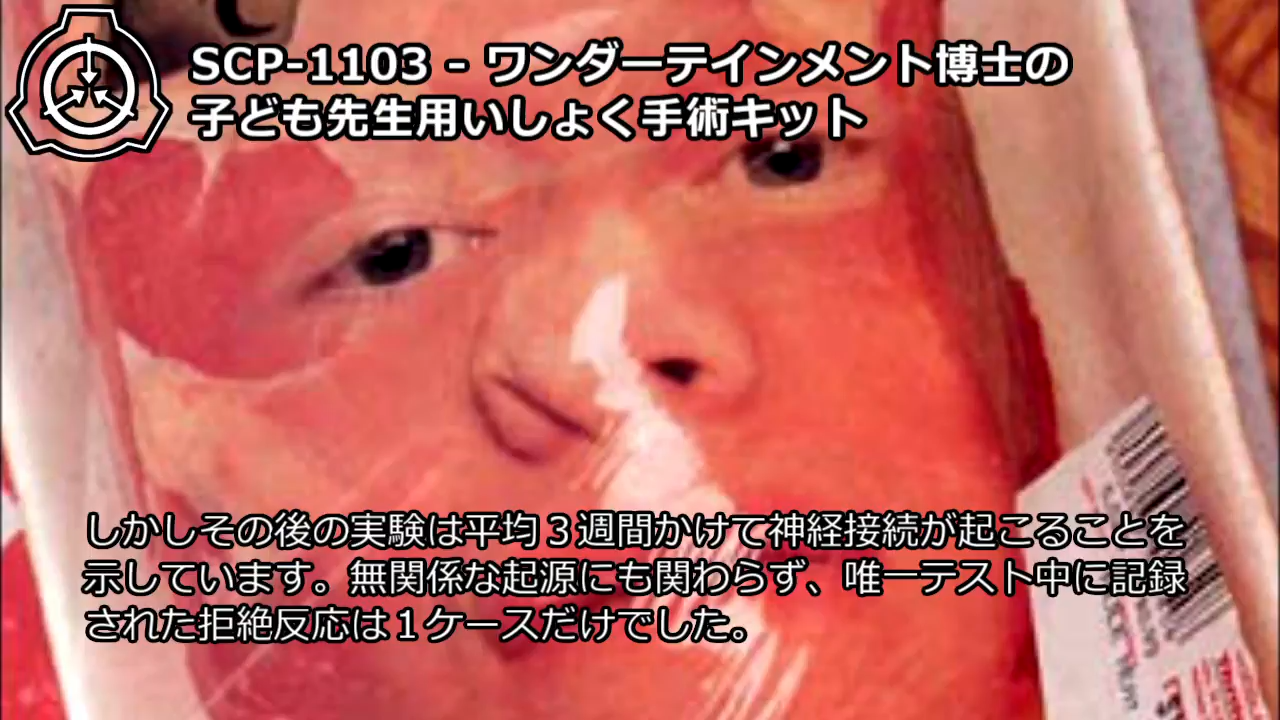 SCP-1103 - ワンダーテインメント博士の
子ども先生用いしょく手術キット
しかしその後の実験は平均３週間かけて神経接続が起こることを
示しています。無関係な起源にも関わらず、唯一テスト中に記録
された拒絶反応は１ケースだけでした。